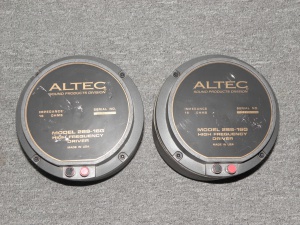 ALTEC
SOUND PRODUCTS DIVISION
IMPEDANCE
16 OHMS
SERIAL NO.
MODEL 288-16G
HIGH FREQUENCY
DRIVER
MADE IN USA
ALTEC
SOUND PRODUCTS DIVISION
IMPEDANCE
16 OHMS
SERIAL NO.
MODEL 288-16G
HIGH FREQUENCY
DRIVER
MADE IN USA